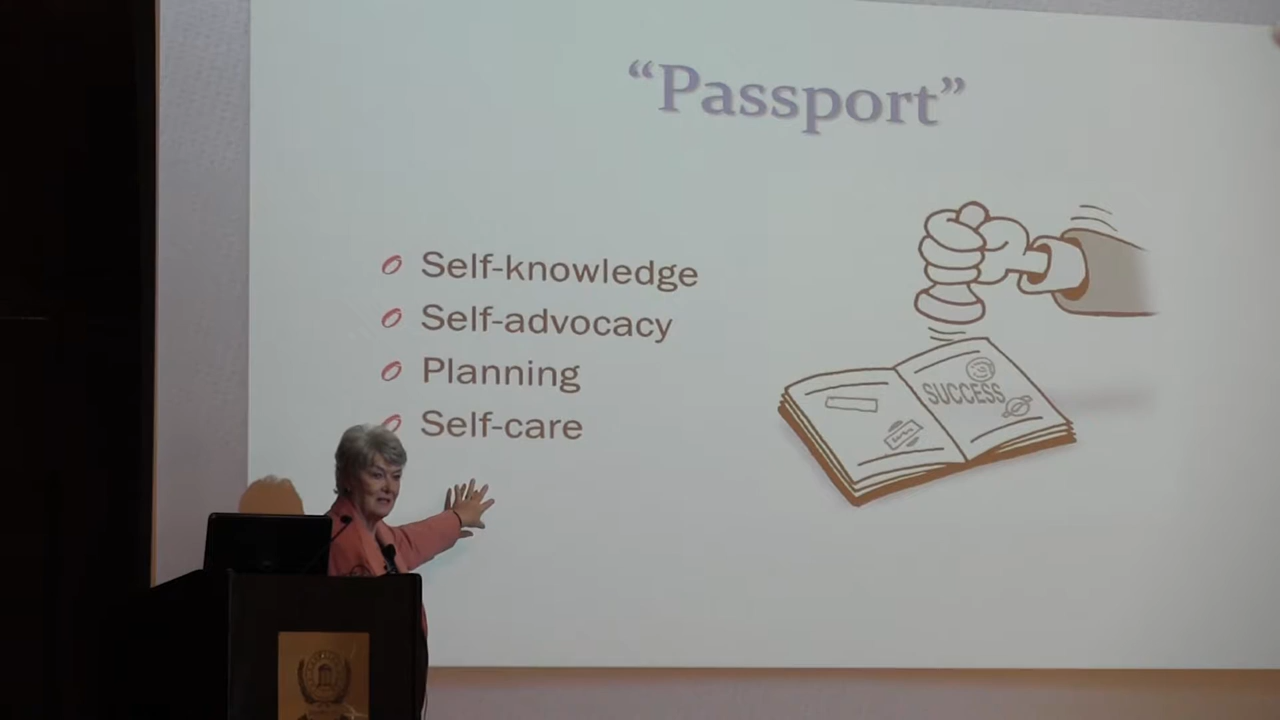 “Passport”
Self-knowledge
Self-advocacy
Planning
Self-care
SUCCESS